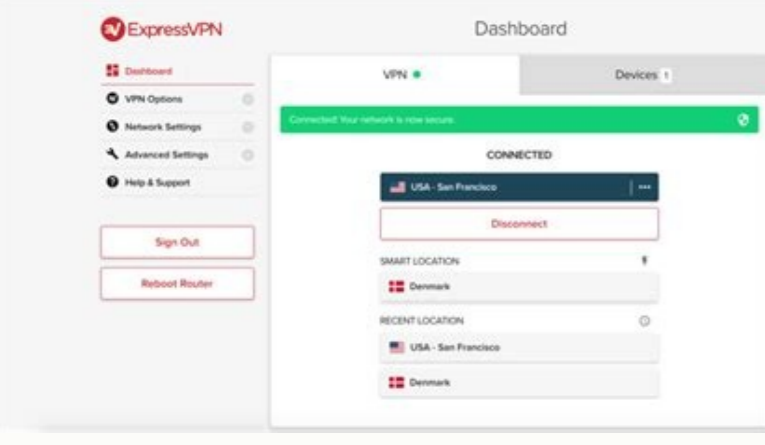 ExpressVPN
Dashboard
Dashboard
VPN Options
Network Settings
Advanced Settings
Help & Support
Sign Out
Reboot Router
VPN
Devices 1
Connected! Your network is now secure.
CONNECTED
USA - San Francisco
Disconnect
SMART LOCATION
Denmark
RECENT LOCATION
USA - San Francisco
Denmark